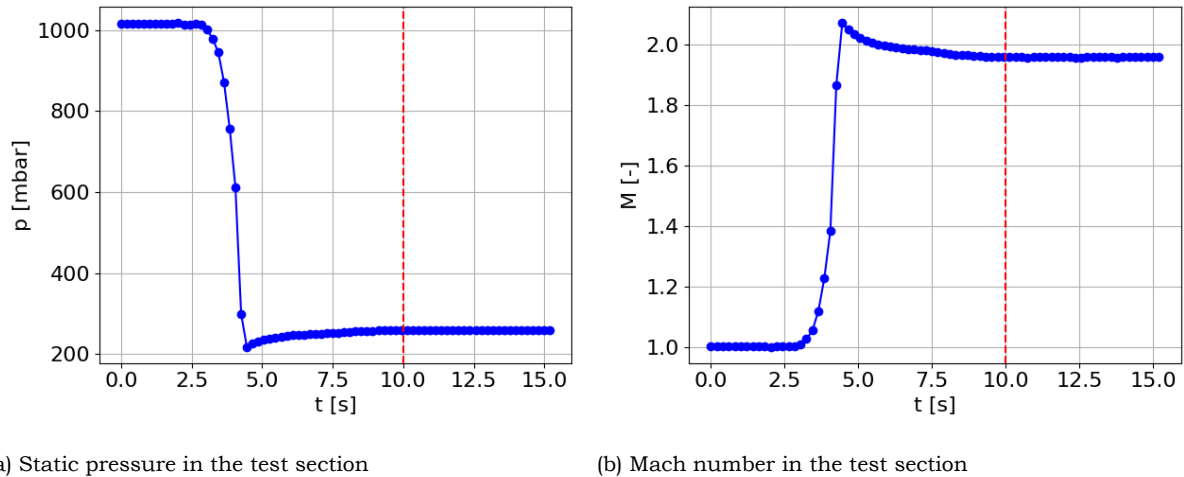 1000
800
600
400
200
p [mbar]
0.0 2.5 5.0 7.5 10.0 12.5 15.0
t [s]
2.0
1.8
1.6
1.4
1.2
1.0
M [-]
0.0 2.5 5.0 7.5 10.0 12.5 15.0
t [s]
) Static pressure in the test section
(b) Mach number in the test section